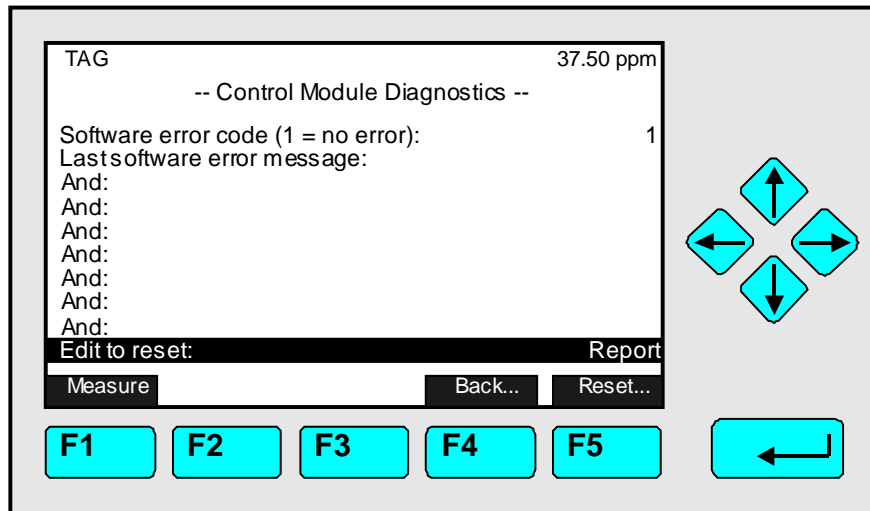 TAG 37.50 ppm
-- Control Module Diagnostics --
Software error code (1 = no error): 1
Last software error message:
And:
And:
And:
And:
And:
And:
And:
Edit to reset: Report
Measure Back... Reset...
F1 F2 F3 F4 F5